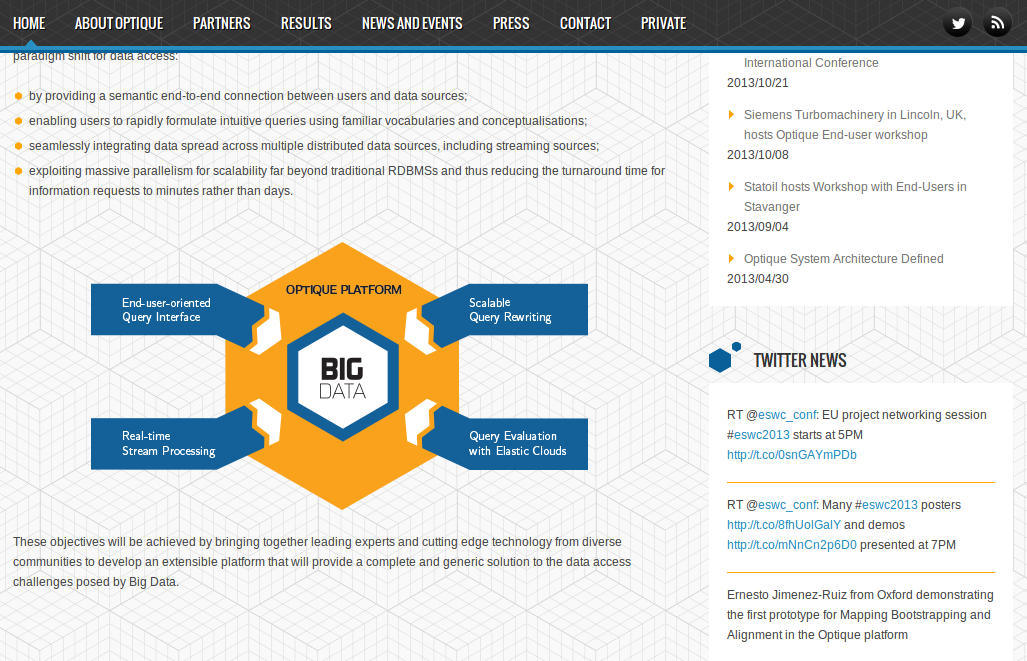 HOME ABOUT OPTIQUE PARTNERS RESULTS NEWS AND EVENTS PRESS CONTACT PRIVATE
paradigm shift for data access:
by providing a semantic end-to-end connection between users and data sources;
enabling users to rapidly formulate intuitive queries using familiar vocabularies and conceptualisations;
seamlessly integrating data spread across multiple distributed data sources, including streaming sources;
exploiting massive parallelism for scalability far beyond traditional RDBMSs and thus reducing the turnaround time for
information requests to minutes rather than days.
OPTIQUE PLATFORM
End-user-oriented
Query Interface
Scalable
Query Rewriting
BIG
DATA
Real-time
Stream Processing
Query Evaluation
with Elastic Clouds
These objectives will be achieved by bringing together leading experts and cutting edge technology from diverse
communities to develop an extensible platform that will provide a complete and generic solution to the data access
challenges posed by Big Data.
International Conference
2013/10/21
Siemens Turbomachinery in Lincoln, UK,
hosts Optique End-user workshop
2013/10/08
Statoil hosts Workshop with End-Users in
Stavanger
2013/09/04
Optique System Architecture Defined
2013/04/30
TWITTER NEWS
RT @eswc_conf: EU project networking session
#eswc2013 starts at 5PM
http://t.co/0snGAYmPDb
RT @eswc_conf: Many #eswc2013 posters
http://t.co/8fhUoIGaIY and demos
http://t.co/mNnCn2p6D0 presented at 7PM
Ernesto Jimenez-Ruiz from Oxford demonstrating
the first prototype for Mapping Bootstrapping and
Alignment in the Optique platform